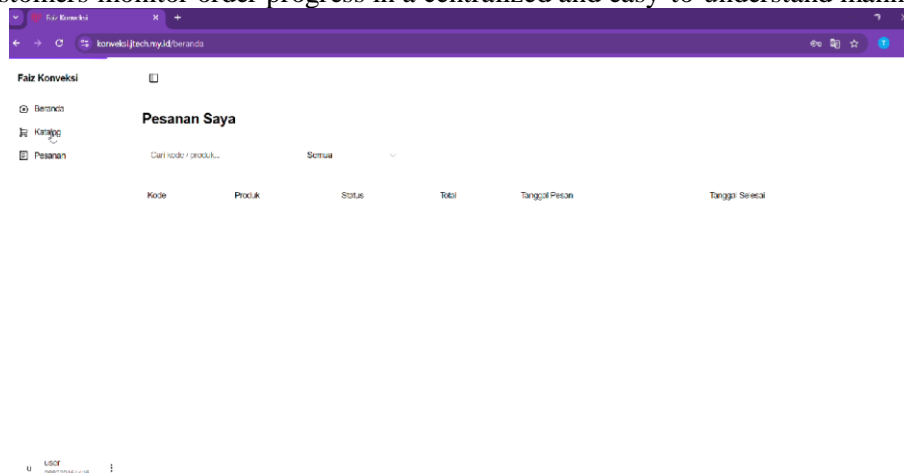 stomers monitor order progress in a centralized and easy-to-understand mann
Faiz Konveksi
konveksi.jtech.my.id/beranda
Faiz Konveksi
Beranda
Katalog
Pesanan
Pesanan Saya
Cari kode / produk...
Semua
Kode Produk Status Total Tanggal Pesan Tanggal Selesai
u user